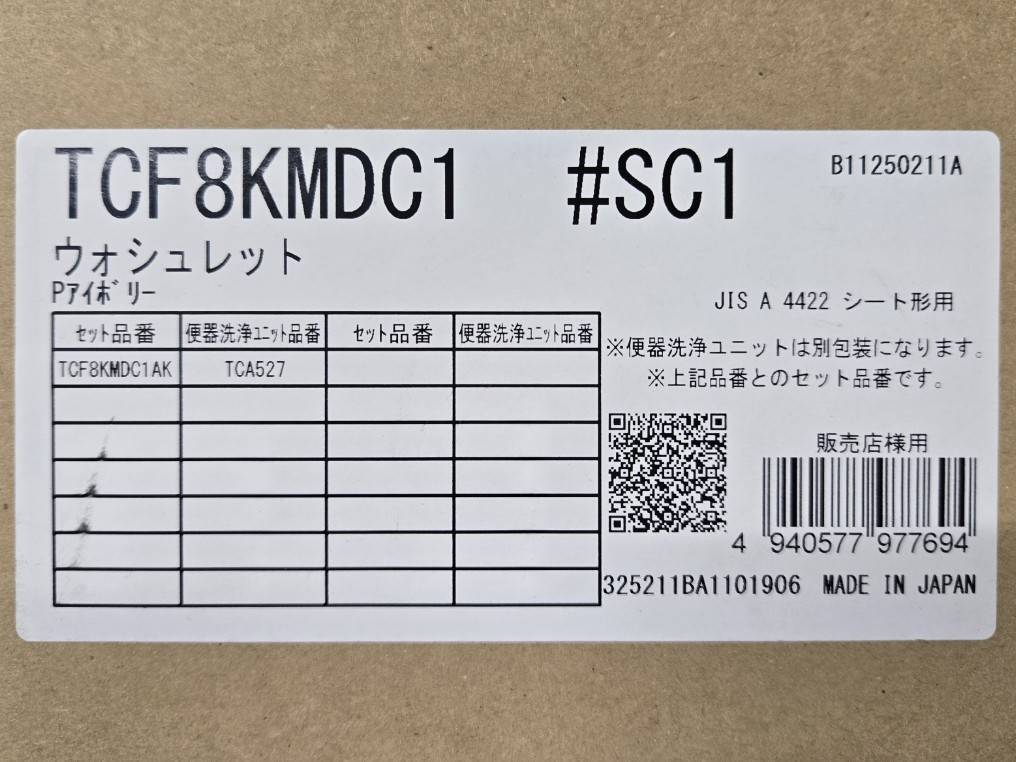 TCF8KMDC1 #SC1 B11250211A
ウォシュレット
Pアイボリー
JIS A 4422 シート形用
セット品番 便器洗浄ユニット品番 セット品番 便器洗浄ユニット品番
TCF8KMDC1AK TCA527
※便器洗浄ユニットは別包装になります。
※上記品番とのセット品番です。
販売店様用
4 940577 977694
325211BA1101906 MADE IN JAPAN